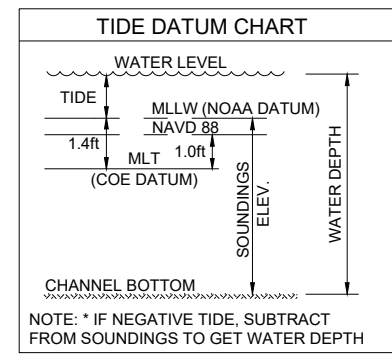 TIDE DATUM CHART
WATER LEVEL
TIDE
MLLW (NOAA DATUM)
NAVD 88
1.4ft
1.0ft
MLT
(COE DATUM)
SOUNDINGS
ELEV.
WATER DEPTH
CHANNEL BOTTOM
NOTE: * IF NEGATIVE TIDE, SUBTRACT
FROM SOUNDINGS TO GET WATER DEPTH